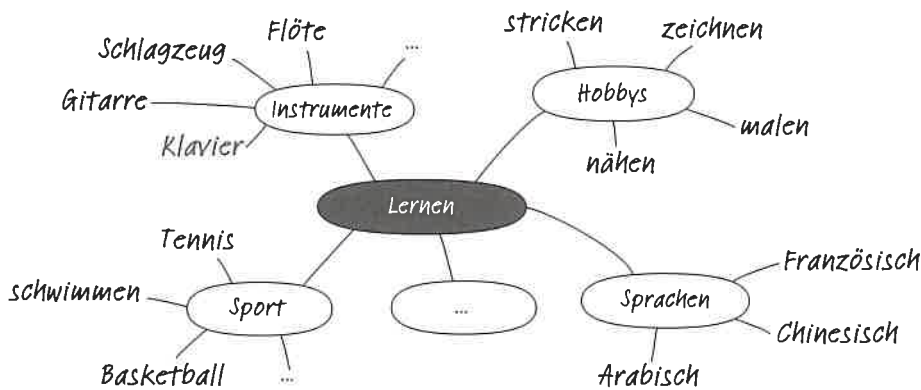 Schlagzeug
Flöte
...
Gitarre
Instrumente
Klavier
stricken
zeichnen
Hobbys
malen
nähen
Lernen
Tennis
schwimmen
Sport
Basketball
...
...
Französisch
Sprachen
Chinesisch
Arabisch